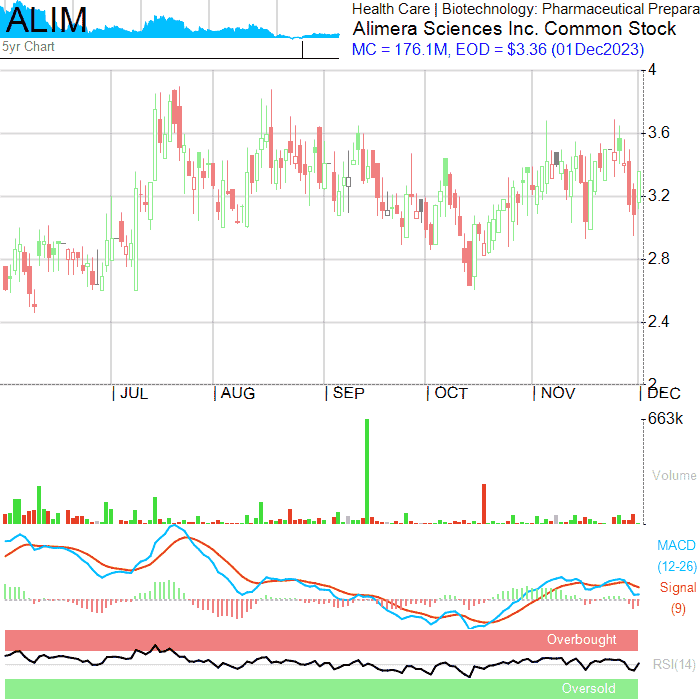 ALIM
5yr Chart
Health Care | Biotechnology: Pharmaceutical Prepara
Alimera Sciences Inc. Common Stock
MC = 176.1M, EOD = $3.36 (01Dec2023)
4
3.6
3.2
2.8
2.4
2
JUL
AUG
SEP
OCT
NOV
DEC
663k
Volume
MACD
(12-26)
Signal
(9)
Overbought
RSI(14)
Oversold